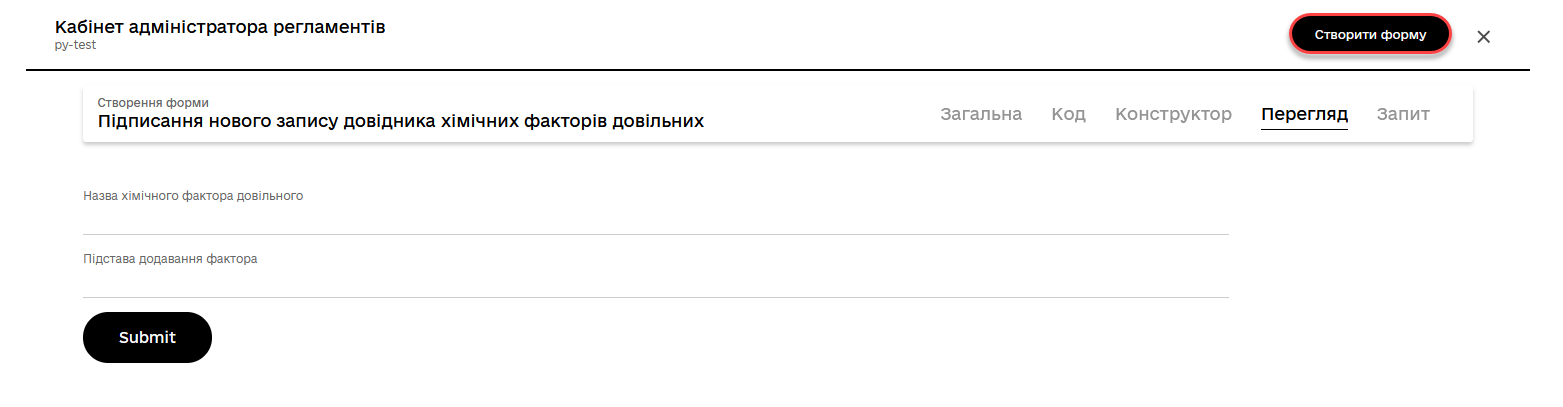 Кабінет адміністратора регламентів
py-test
Створити форму
Створення форми
Підписання нового запису довідника хімічних факторів довільних
Загальна Код Конструктор Перегляд Запит
Назва хімічного фактора довільного
Підстава додавання фактора
Submit